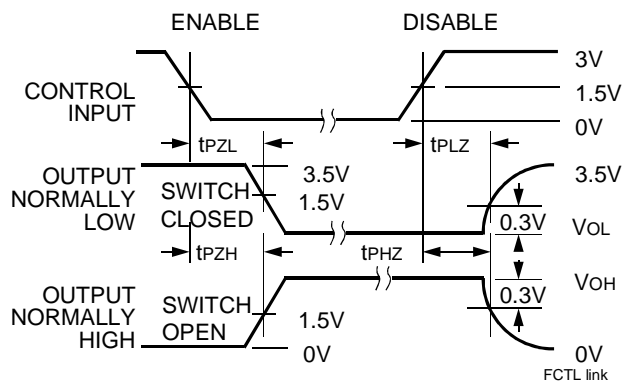 ENABLE DISABLE
3V
CONTROL INPUT 1.5V
0V
tPZL tPLZ
3.5V 3.5V
OUTPUT NORMALLY LOW
SWITCH CLOSED
1.5V
0.3V VOL
tPZH tPHZ
VOH
0.3V
OUTPUT NORMALLY HIGH
SWITCH OPEN
1.5V
0V 0V
FCTL link